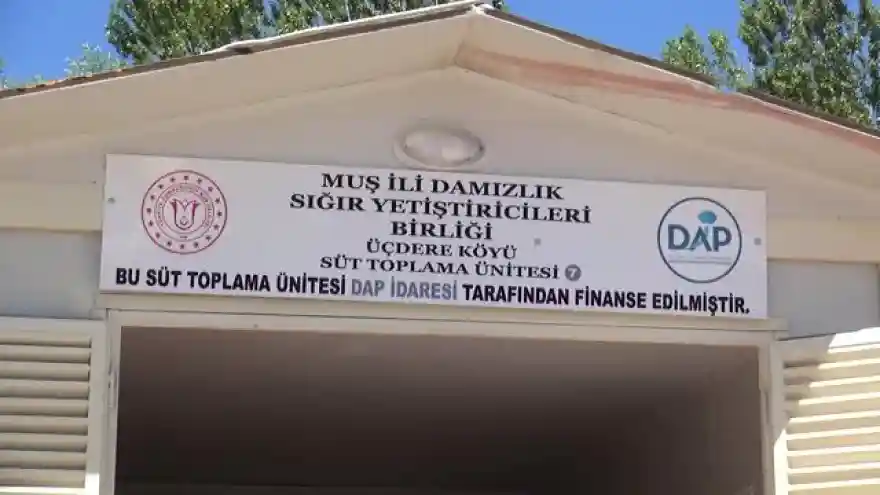 MUŞ İLİ DAMIZLIK
SIĞIR YETİŞTİRİCİLERİ
BİRLİĞİ
ÜÇDERE KÖYÜ
SÜT TOPLAMA ÜNİTESİ 7
BU SÜT TOPLAMA ÜNİTESİ DAP İDARESİ TARAFINDAN FİNANSE EDİLMİŞTİR.
DAP